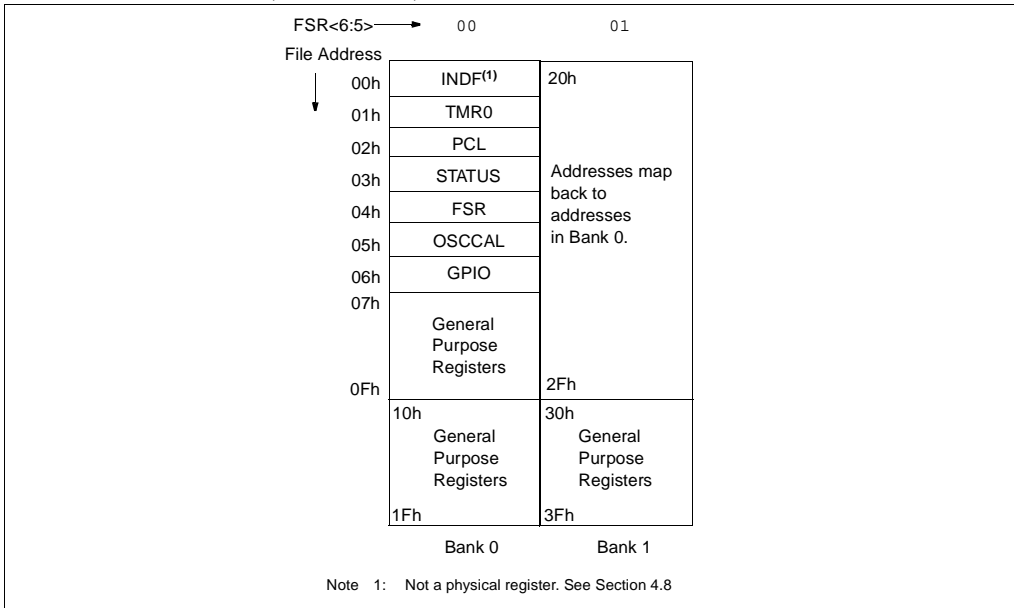 FSR<6:5> 00 01
File Address
00h INDF(1) 20h
01h TMR0
02h PCL
03h STATUS Addresses map
back to
04h FSR addresses
05h OSCCAL in Bank 0.
06h GPIO
07h
General
Purpose
Registers
0Fh 2Fh
10h 30h
General General
Purpose Purpose
Registers Registers
1Fh 3Fh
Bank 0 Bank 1
Note 1: Not a physical register. See Section 4.8